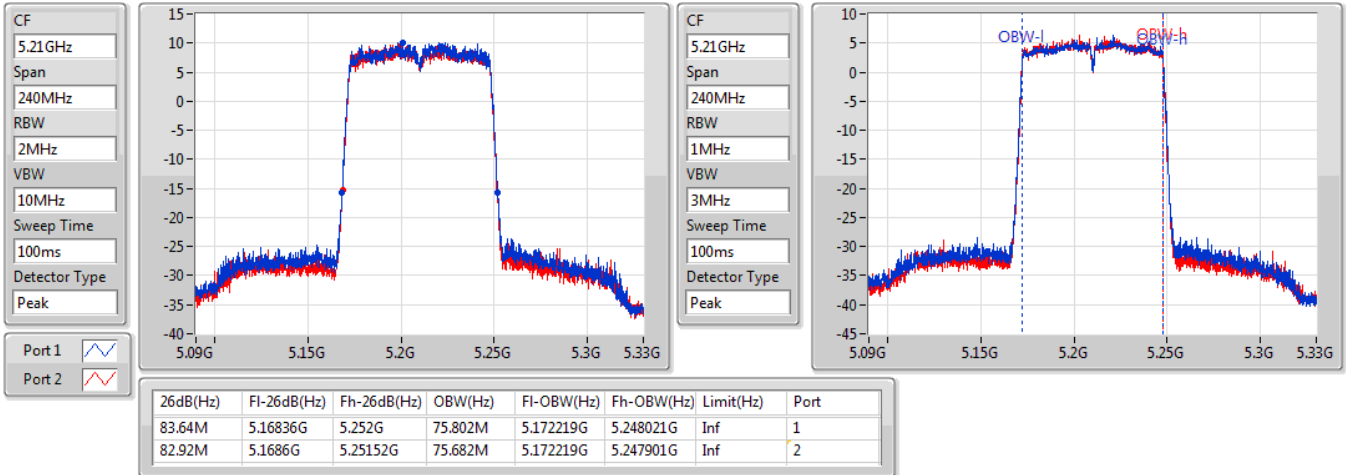 CF
5.21GHz
Span
240MHz
RBW
2MHz
VBW
10MHz
Sweep Time
100ms
Detector Type
Peak
Port 1
Port 2
15
10
5
0
-5
-10
-15
-20
-25
-30
-35
-40
5.09G 5.15G 5.2G 5.25G 5.3G 5.33G
CF
5.21GHz
Span
240MHz
RBW
1MHz
VBW
3MHz
Sweep Time
100ms
Detector Type
Peak
10
5
0
-5
-10
-15
-20
-25
-30
-35
-40
-45
OBW-l OBW-h
OBW-h
5.09G 5.15G 5.2G 5.25G 5.3G 5.33G
26dB(Hz) Fl-26dB(Hz) Fh-26dB(Hz) OBW(Hz) Fl-OBW(Hz) Fh-OBW(Hz) Limit(Hz) Port
83.64M 5.16836G 5.252G 75.802M 5.172219G 5.248021G Inf 1
82.92M 5.1686G 5.25152G 75.682M 5.172219G 5.247901G Inf 2